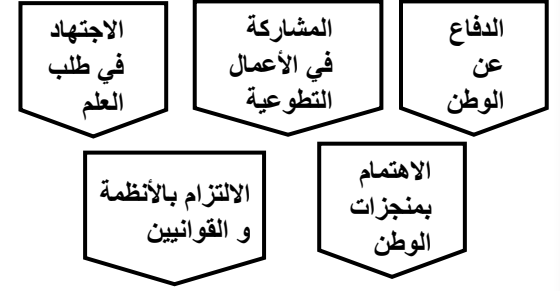 الدفاع
عن
الوطن
المشاركة
في الأعمال
التطوعية
الاجتهاد
في طلب
العلم
الاهتمام
بمنجزات
الوطن
الالتزام بالأنظمة
و القوانيين